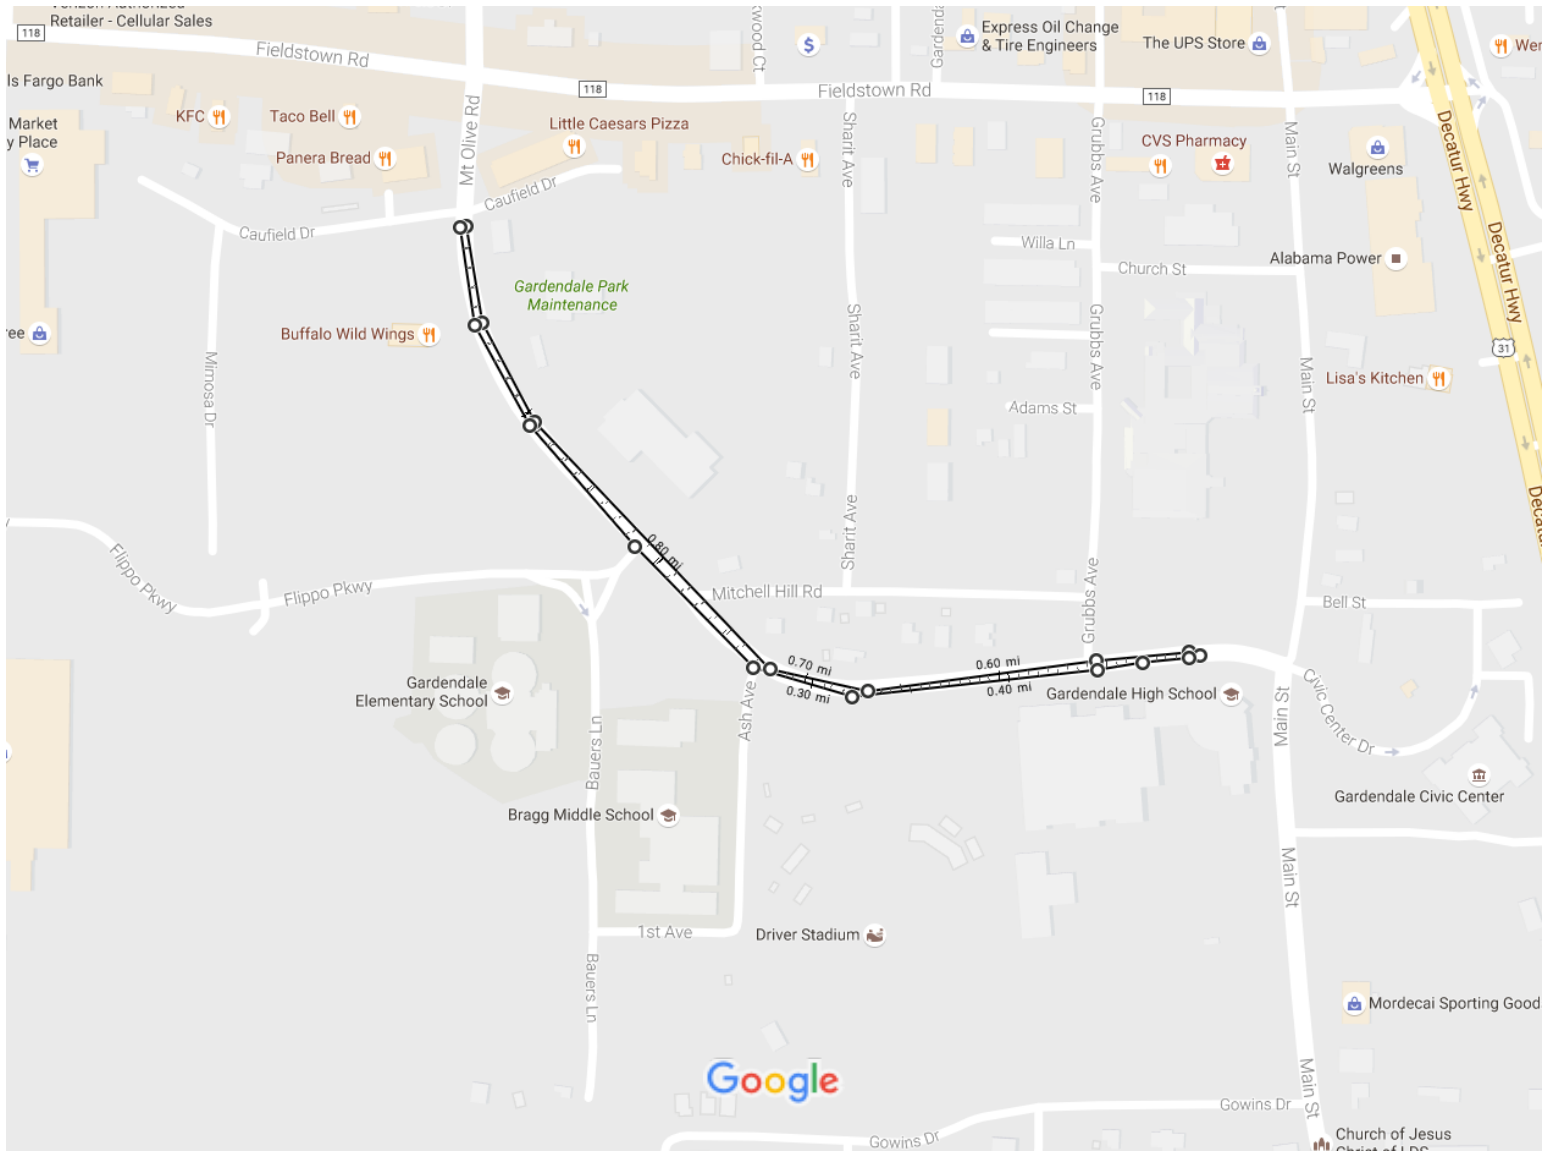 Retailer - Cellular Sales
118
Fieldstown Rd
$
Express Oil Change
& Tire Engineers
The UPS Store
ls Fargo Bank
118
Fieldstown Rd
118
KFC
Taco Bell
Mt Olive Rd
Little Caesars Pizza
Sharit Ave
Grubbs Ave
CVS Pharmacy
Main St
Decatur Hwy
Market
y Place
Panera Bread
Chick-fil-A
Walgreens
Caufield Dr
Caufield Dr
Willa Ln
Church St
Alabama Power
Decatur Hwy
Gardendale Park
Maintenance
Buffalo Wild Wings
Sharit Ave
Grubbs Ave
31
Mimosa Dr
Main St
Lisa's Kitchen
Adams St
Sharit Ave
0.80 mi
Flippo Pkwy
Flippo Pkwy
Mitchell Hill Rd
Grubbs Ave
Bell St
0.70 mi
0.30 mi
0.60 mi
0.40 mi
Gardendale
Elementary School
Ash Ave
Gardendale High School
Main St
Civic Center Dr
Bauers Ln
Bragg Middle School
Gardendale Civic Center
Main St
1st Ave
Driver Stadium
Bauers Ln
Mordecai Sporting Good
Google
Main St
Gowins Dr
Gowins Dr
Church of Jesus
Christ of LDS